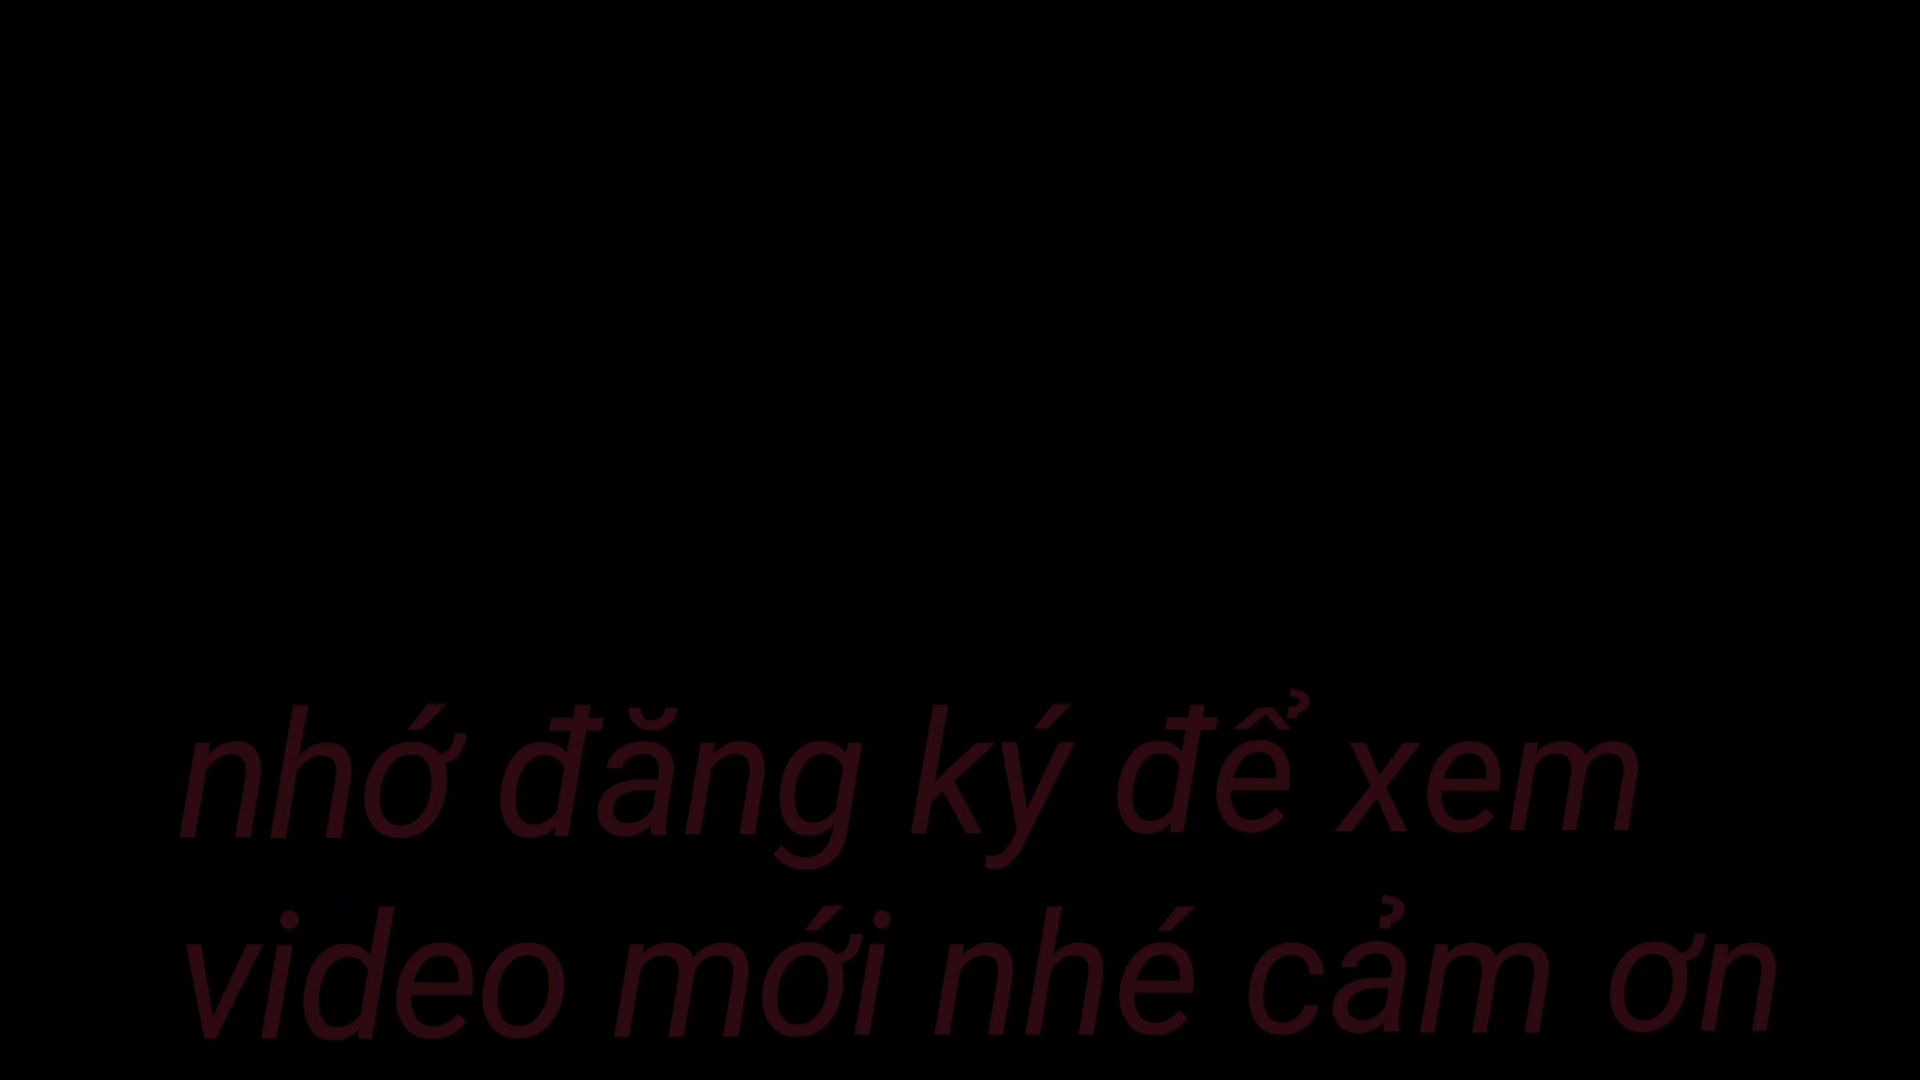 nhớ đăng ký để xem
video mới nhé cảm ơn